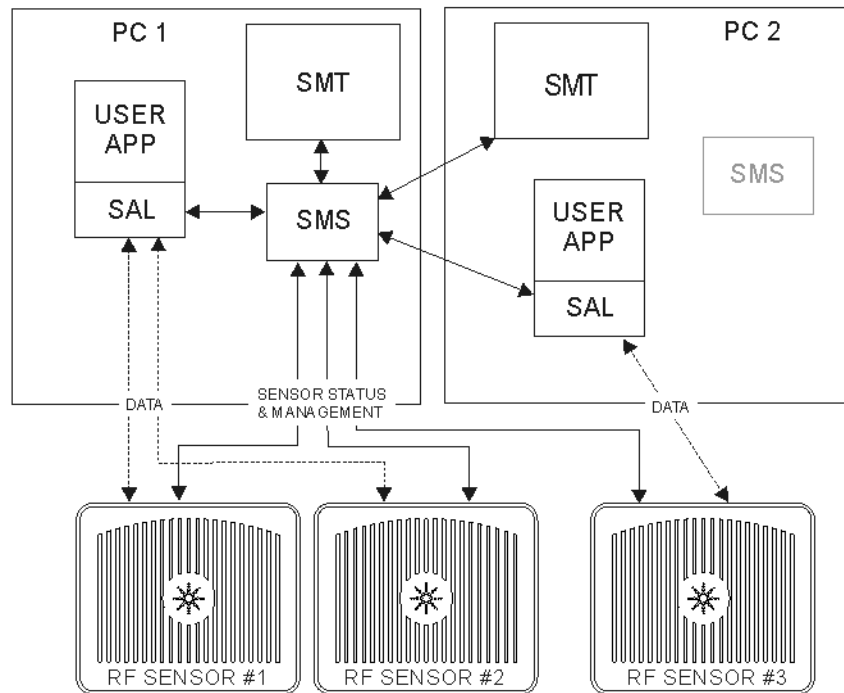 PC 1
SMT
USER
APP
SAL
SMS
PC 2
SMT
SMS
USER
APP
SAL
DATA
SENSOR STATUS
& MANAGEMENT
DATA
RF SENSOR #1
RF SENSOR #2
RF SENSOR #3